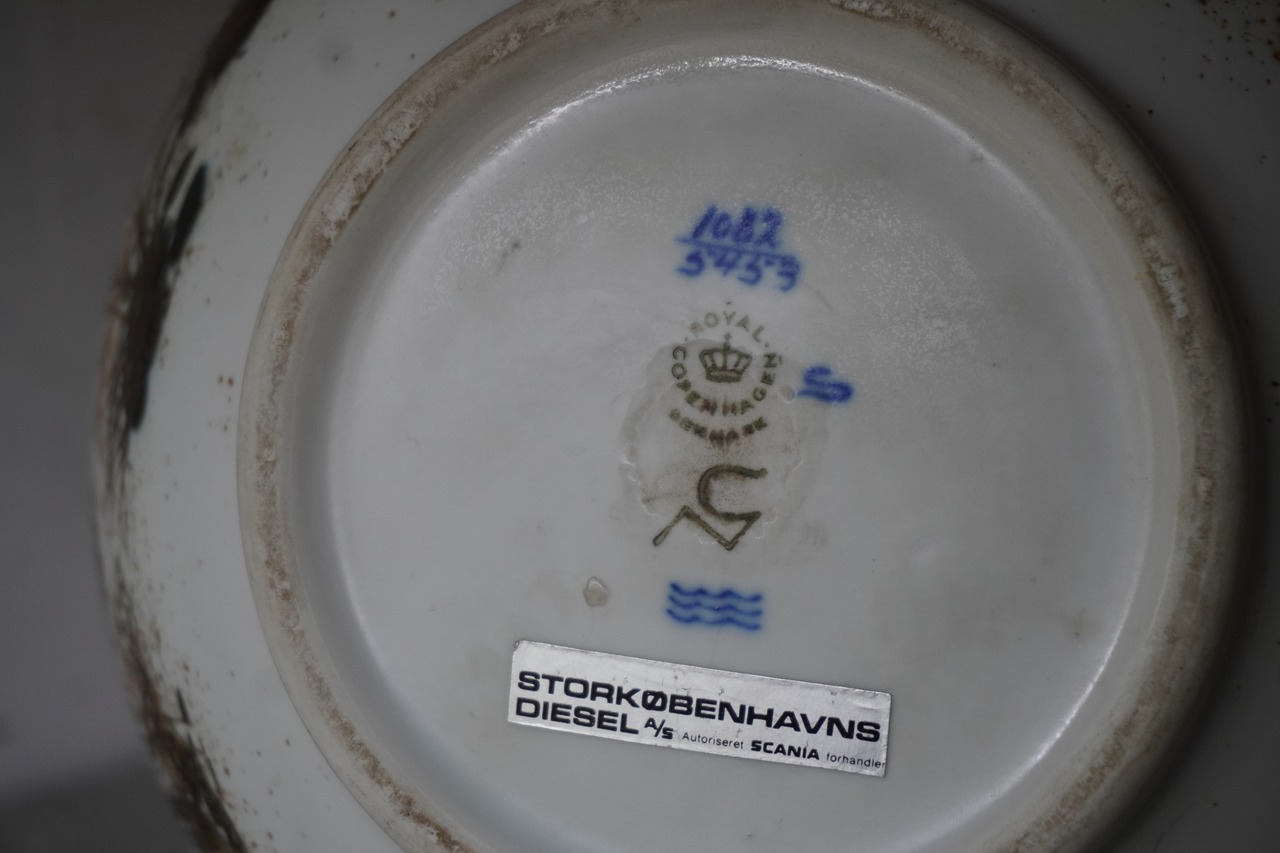 1082
5453
ROYAL
COPENHAGEN
DENMARK
STORKØBENHAVNS
DIESEL A/S Autoriseret SCANIA forhandler